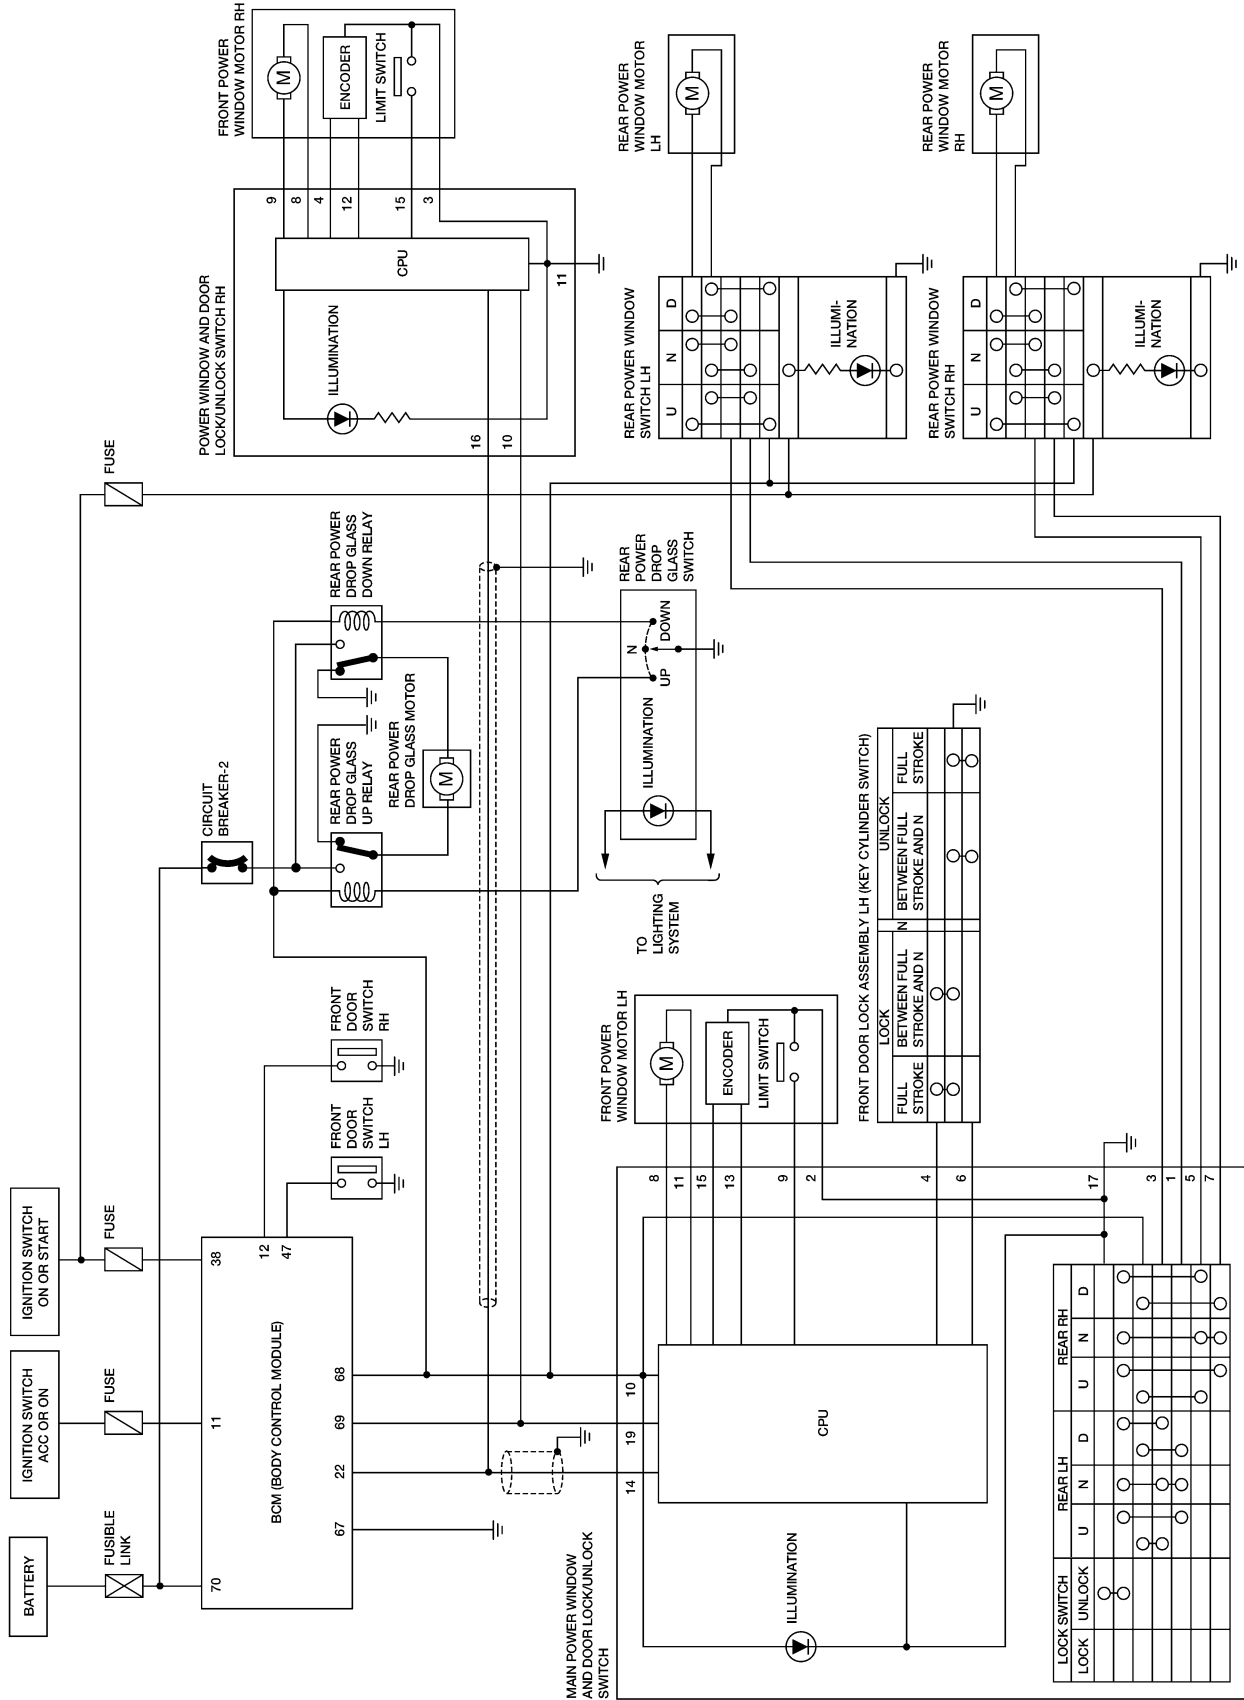 BATTERY
FUSIBLE
LINK
IGNITION SWITCH
ACC OR ON
FUSE
IGNITION SWITCH
ON OR START
FUSE
FUSE
70
11
38
12
47
BCM (BODY CONTROL MODULE)
67
22
69
68
FRONT
DOOR
SWITCH
LH
FRONT
DOOR
SWITCH
RH
CIRCUIT
BREAKER-2
REAR POWER
DROP GLASS
UP RELAY
REAR POWER
DROP GLASS
DOWN RELAY
REAR POWER
DROP GLASS MOTOR
M
POWER WINDOW AND DOOR
LOCK/UNLOCK SWITCH RH
ILLUMINATION
CPU
16
10
11
9
8
4
12
15
3
FRONT POWER
WINDOW MOTOR RH
M
ENCODER
LIMIT SWITCH
REAR
POWER
DROP
GLASS
SWITCH
UP
N
DOWN
ILLUMINATION
TO
LIGHTING
SYSTEM
REAR POWER WINDOW
SWITCH LH
U
N
D
ILLUMI-
NATION
REAR POWER
WINDOW MOTOR
LH
M
REAR POWER WINDOW
SWITCH RH
U
N
D
ILLUMI-
NATION
REAR POWER
WINDOW MOTOR
RH
M
FRONT POWER
WINDOW MOTOR LH
M
ENCODER
LIMIT SWITCH
FRONT DOOR LOCK ASSEMBLY LH (KEY CYLINDER SWITCH)
LOCK
N
UNLOCK
FULL
STROKE
BETWEEN FULL
STROKE AND N
BETWEEN FULL
STROKE AND N
FULL
STROKE
MAIN POWER WINDOW
AND DOOR LOCK/UNLOCK
SWITCH
14
19
10
8
11
15
13
9
2
4
6
17
3
1
5
7
CPU
ILLUMINATION
LOCK SWITCH
REAR LH
REAR RH
LOCK
UNLOCK
U
N
D
U
N
D